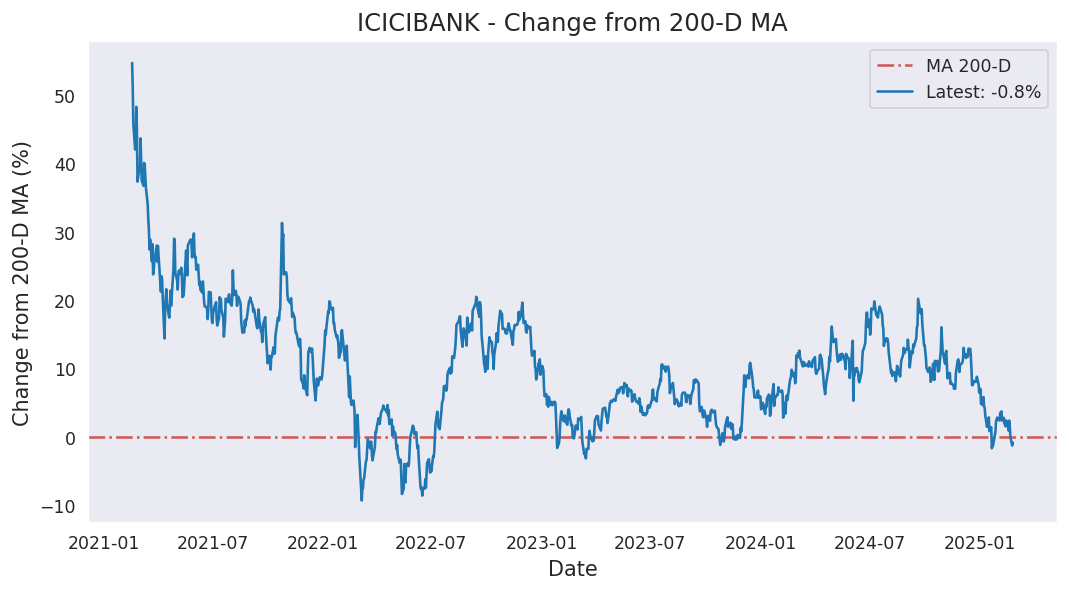 ICICIBANK - Change from 200-D MA
MA 200-D
Latest: -0.8%
Change from 200-D MA (%)
50
40
30
20
10
0
−10
2021-01 2021-07 2022-01 2022-07 2023-01 2023-07 2024-01 2024-07 2025-01
Date